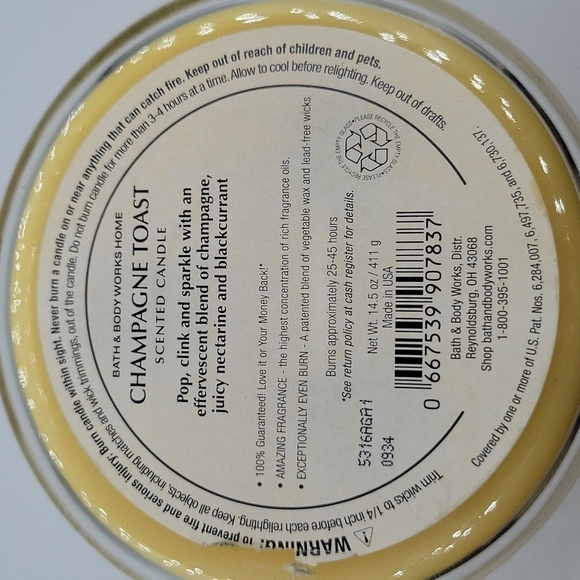 WARNING! To prevent fire and serious injury; Burn candle within sight. Never burn a candle on or near anything that can catch fire. Keep out of reach of children and pets.
Trim wicks to 1/4 inch before each relighting. Keep all objects, including matches and wick trimmings, out of the candle. Do not burn candle for more than 3-4 hours at a time. Allow to cool before relighting. Keep out of drafts.
BATH & BODY WORKS HOME
CHAMPAGNE TOAST
SCENTED CANDLE
Pop, clink and sparkle with an
effervescent blend of champagne,
juicy nectarine and blackcurrant
• 100% Guaranteed! Love it or Your Money Back!*
• AMAZING FRAGRANCE - the highest concentration of rich fragrance oils.
• EXCEPTIONALLY EVEN BURN - A patented blend of vegetable wax and lead-free wicks
Burns approximately 25-45 hours
*See return policy at cash register for details.
PLEASE RECYCLE THE EMPTY GLASS • PLEASE RECYCLE THE EMPTY GLASS •
Net Wt. 14.5 oz / 411 g
Made in USA
5316AGA1
0934
0 667539 907837
Bath & Body Works, Distr.
Reynoldsburg, OH 43068
Shop bathandbodyworks.com
1-800-395-1001
Covered by one or more of U.S. Pat. Nos. 6,284,007, 6,497,735, and 6,730,137.